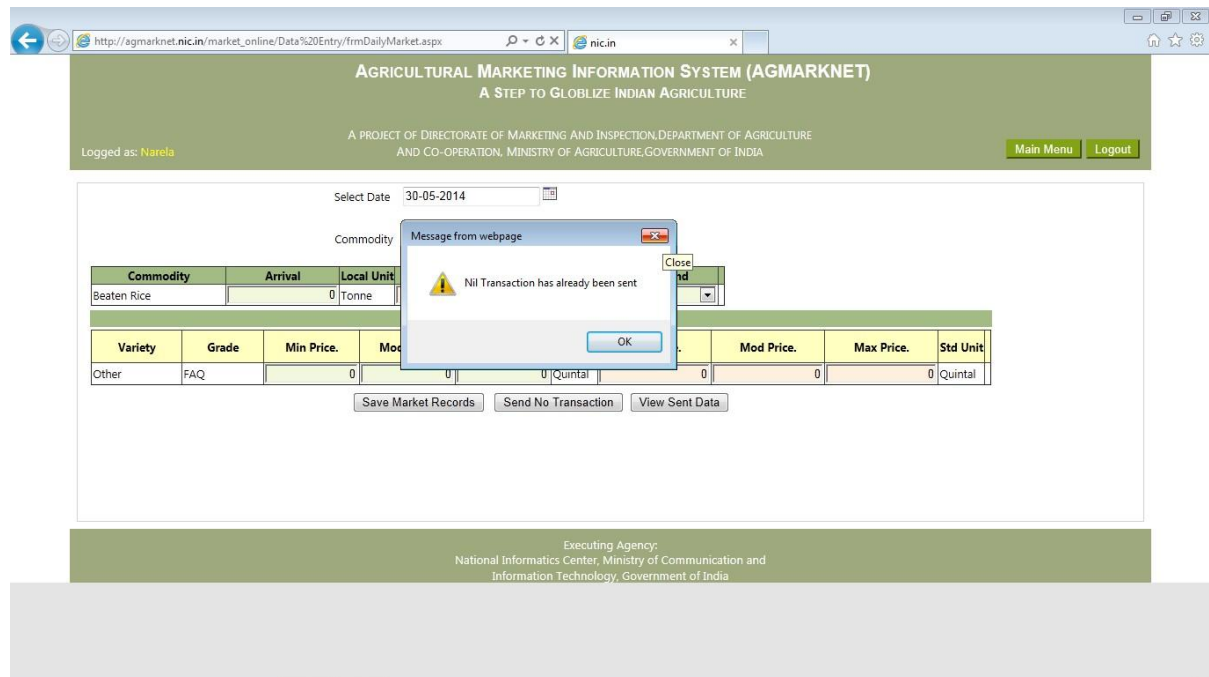 http://agmarknet.nic.in/market_online/Data%20Entry/frmDailyMarket.aspx
nic.in
AGRICULTURAL MARKETING INFORMATION SYSTEM (AGMARKNET)
A STEP TO GLOBLIZE INDIAN AGRICULTURE
A PROJECT OF DIRECTORATE OF MARKETING AND INSPECTION,DEPARTMENT OF AGRICULTURE
AND CO-OPERATION, MINISTRY OF AGRICULTURE,GOVERNMENT OF INDIA
Logged as: Narela
Main Menu Logout
Select Date 30-05-2014
Commodity
Message from webpage
Close
Nil Transaction has already been sent
OK
Commodity Arrival Local Unit
Beaten Rice 0 Tonne
Variety Grade Min Price. Mod Price. Max Price. Std Unit
Other FAQ 0 0 0 Quintal 0 0 0 Quintal
Save Market Records Send No Transaction View Sent Data
Executing Agency:
National Informatics Center, Ministry of Communication and
Information Technology, Government of India